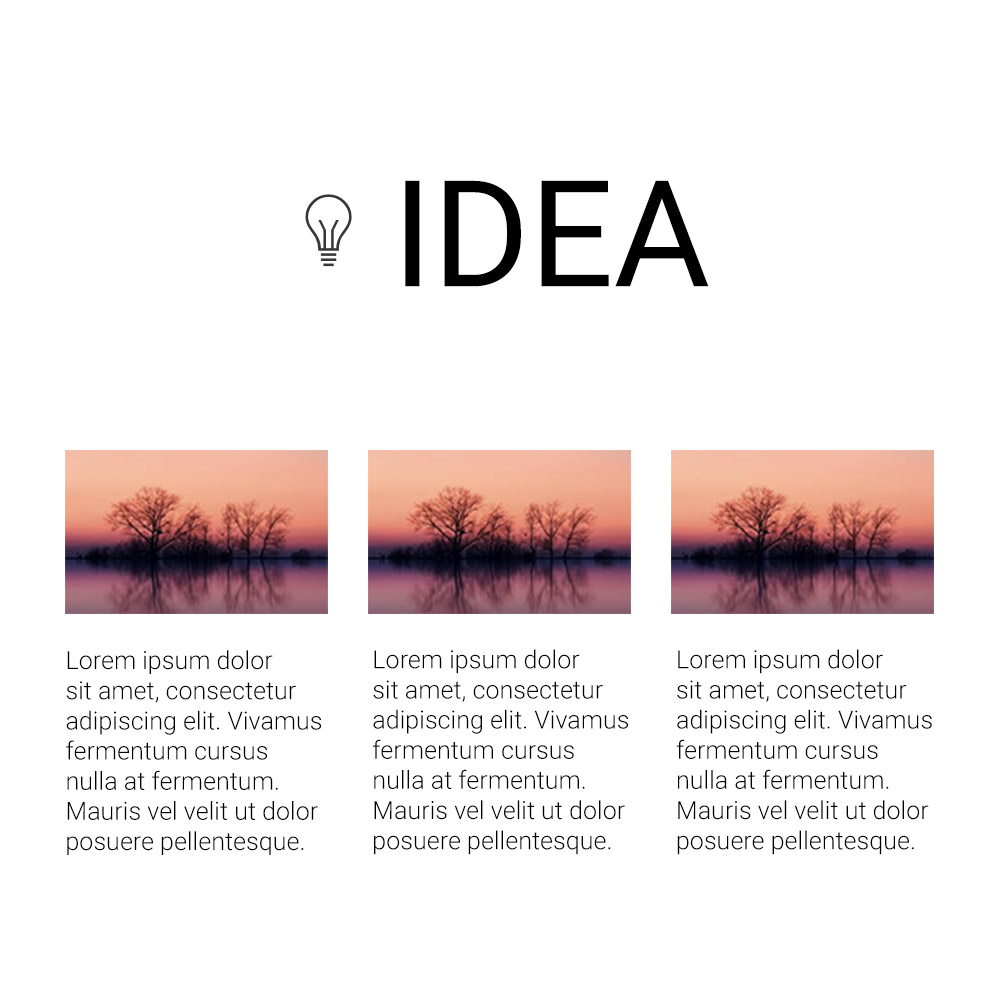 IDEA
Lorem ipsum dolor
sit amet, consectetur
adipiscing elit. Vivamus
fermentum cursus
nulla at fermentum.
Mauris vel velit ut dolor
posuere pellentesque.
Lorem ipsum dolor
sit amet, consectetur
adipiscing elit. Vivamus
fermentum cursus
nulla at fermentum.
Mauris vel velit ut dolor
posuere pellentesque.
Lorem ipsum dolor
sit amet, consectetur
adipiscing elit. Vivamus
fermentum cursus
nulla at fermentum.
Mauris vel velit ut dolor
posuere pellentesque.